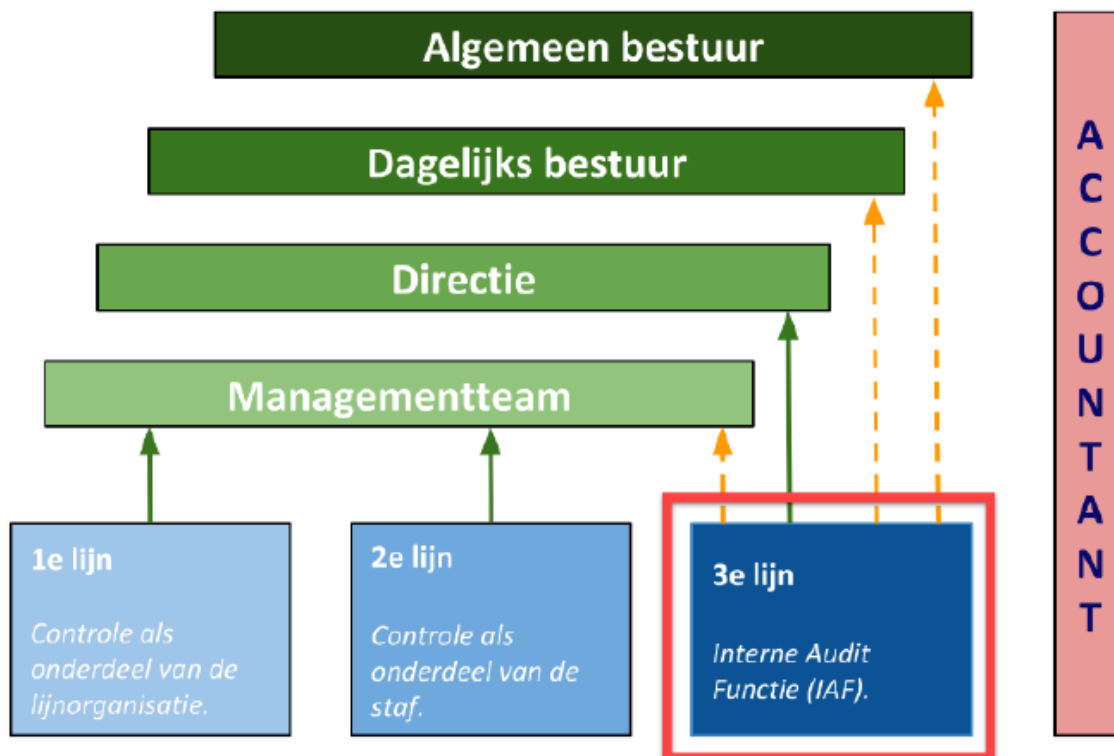 Algemeen bestuur
Dagelijks bestuur
Directie
Managementteam
1e lijn
Controle als
onderdeel van de
lijnorganisatie.
2e lijn
Controle als
onderdeel van de
staf.
3e lijn
Interne Audit
Functie (IAF).
ACCOUNTANT